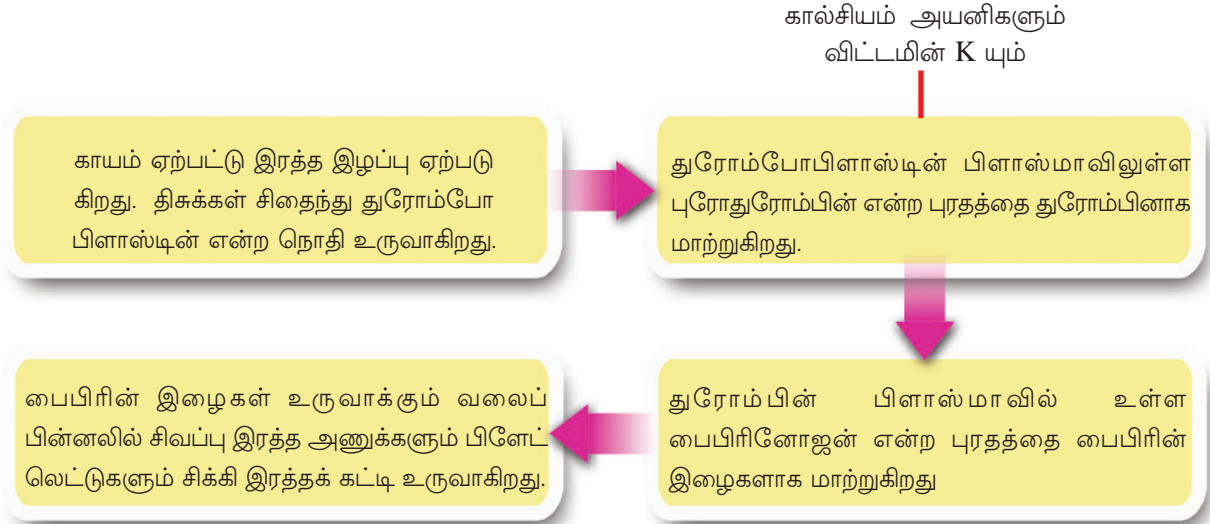 கால்சியம் அயனிகளும்
விட்டமின் K யும்
காயம் ஏற்பட்டு இரத்த இழப்பு ஏற்படு
கிறது. திசுக்கள் சிதைந்து துரோம்போ
பிளாஸ்டின் என்ற நொதி உருவாகிறது.
துரோம்போபிளாஸ்டின் பிளாஸ்மாவிலுள்ள
புரோதுரோம்பின் என்ற புரதத்தை துரோம்பினாக
மாற்றுகிறது.
துரோம்பின் பிளாஸ்மாவில் உள்ள
பைபிரினோஜன் என்ற புரதத்தை பைபிரின்
இழைகளாக மாற்றுகிறது
பைபிரின் இழைகள் உருவாக்கும் வலைப்
பின்னலில் சிவப்பு இரத்த அணுக்களும் பிளேட்
லெட்டுகளும் சிக்கி இரத்தக் கட்டி உருவாகிறது.